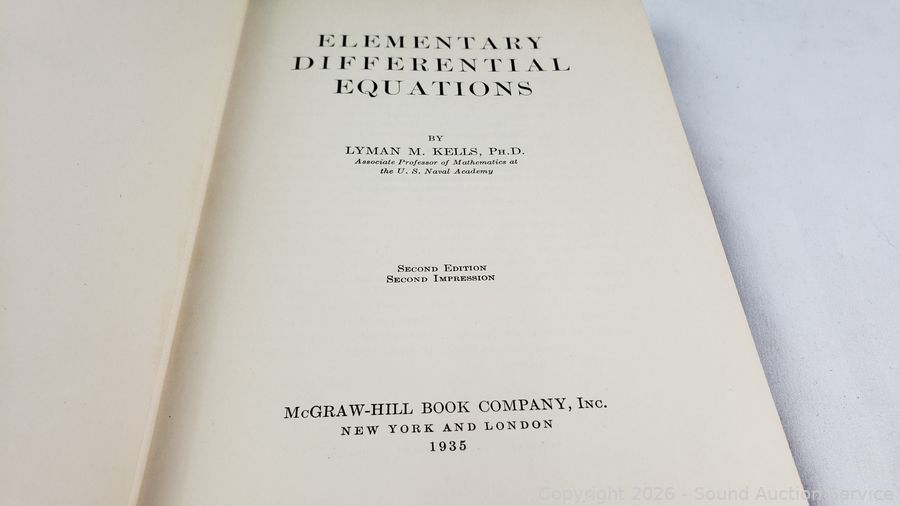 ELEMENTARY
DIFFERENTIAL
EQUATIONS
BY
LYMAN M. KELLS, PH.D.
Associate Professor of Mathematics at
the U. S. Naval Academy
SECOND EDITION
SECOND IMPRESSION
McGRAW-HILL BOOK COMPANY, INC.
NEW YORK AND LONDON
1935
Copyright 2026 - Sound Auction Service